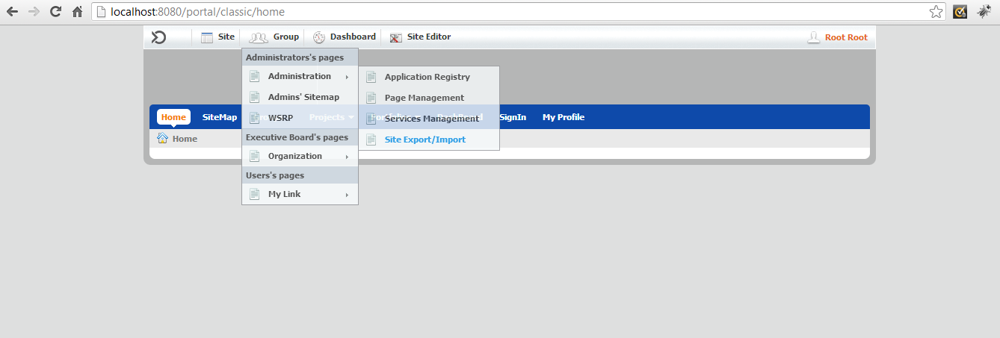 localhost:8080/portal/classic/home
Site Group Dashboard Site Editor Root Root
Administrators's pages
Administration
Application Registry
Admins' Sitemap
Page Management
Home SiteMap WSRP Projects Services Management SignIn My Profile
Executive Board's pages
Home
Site Export/Import
Organization
Users's pages
My Link